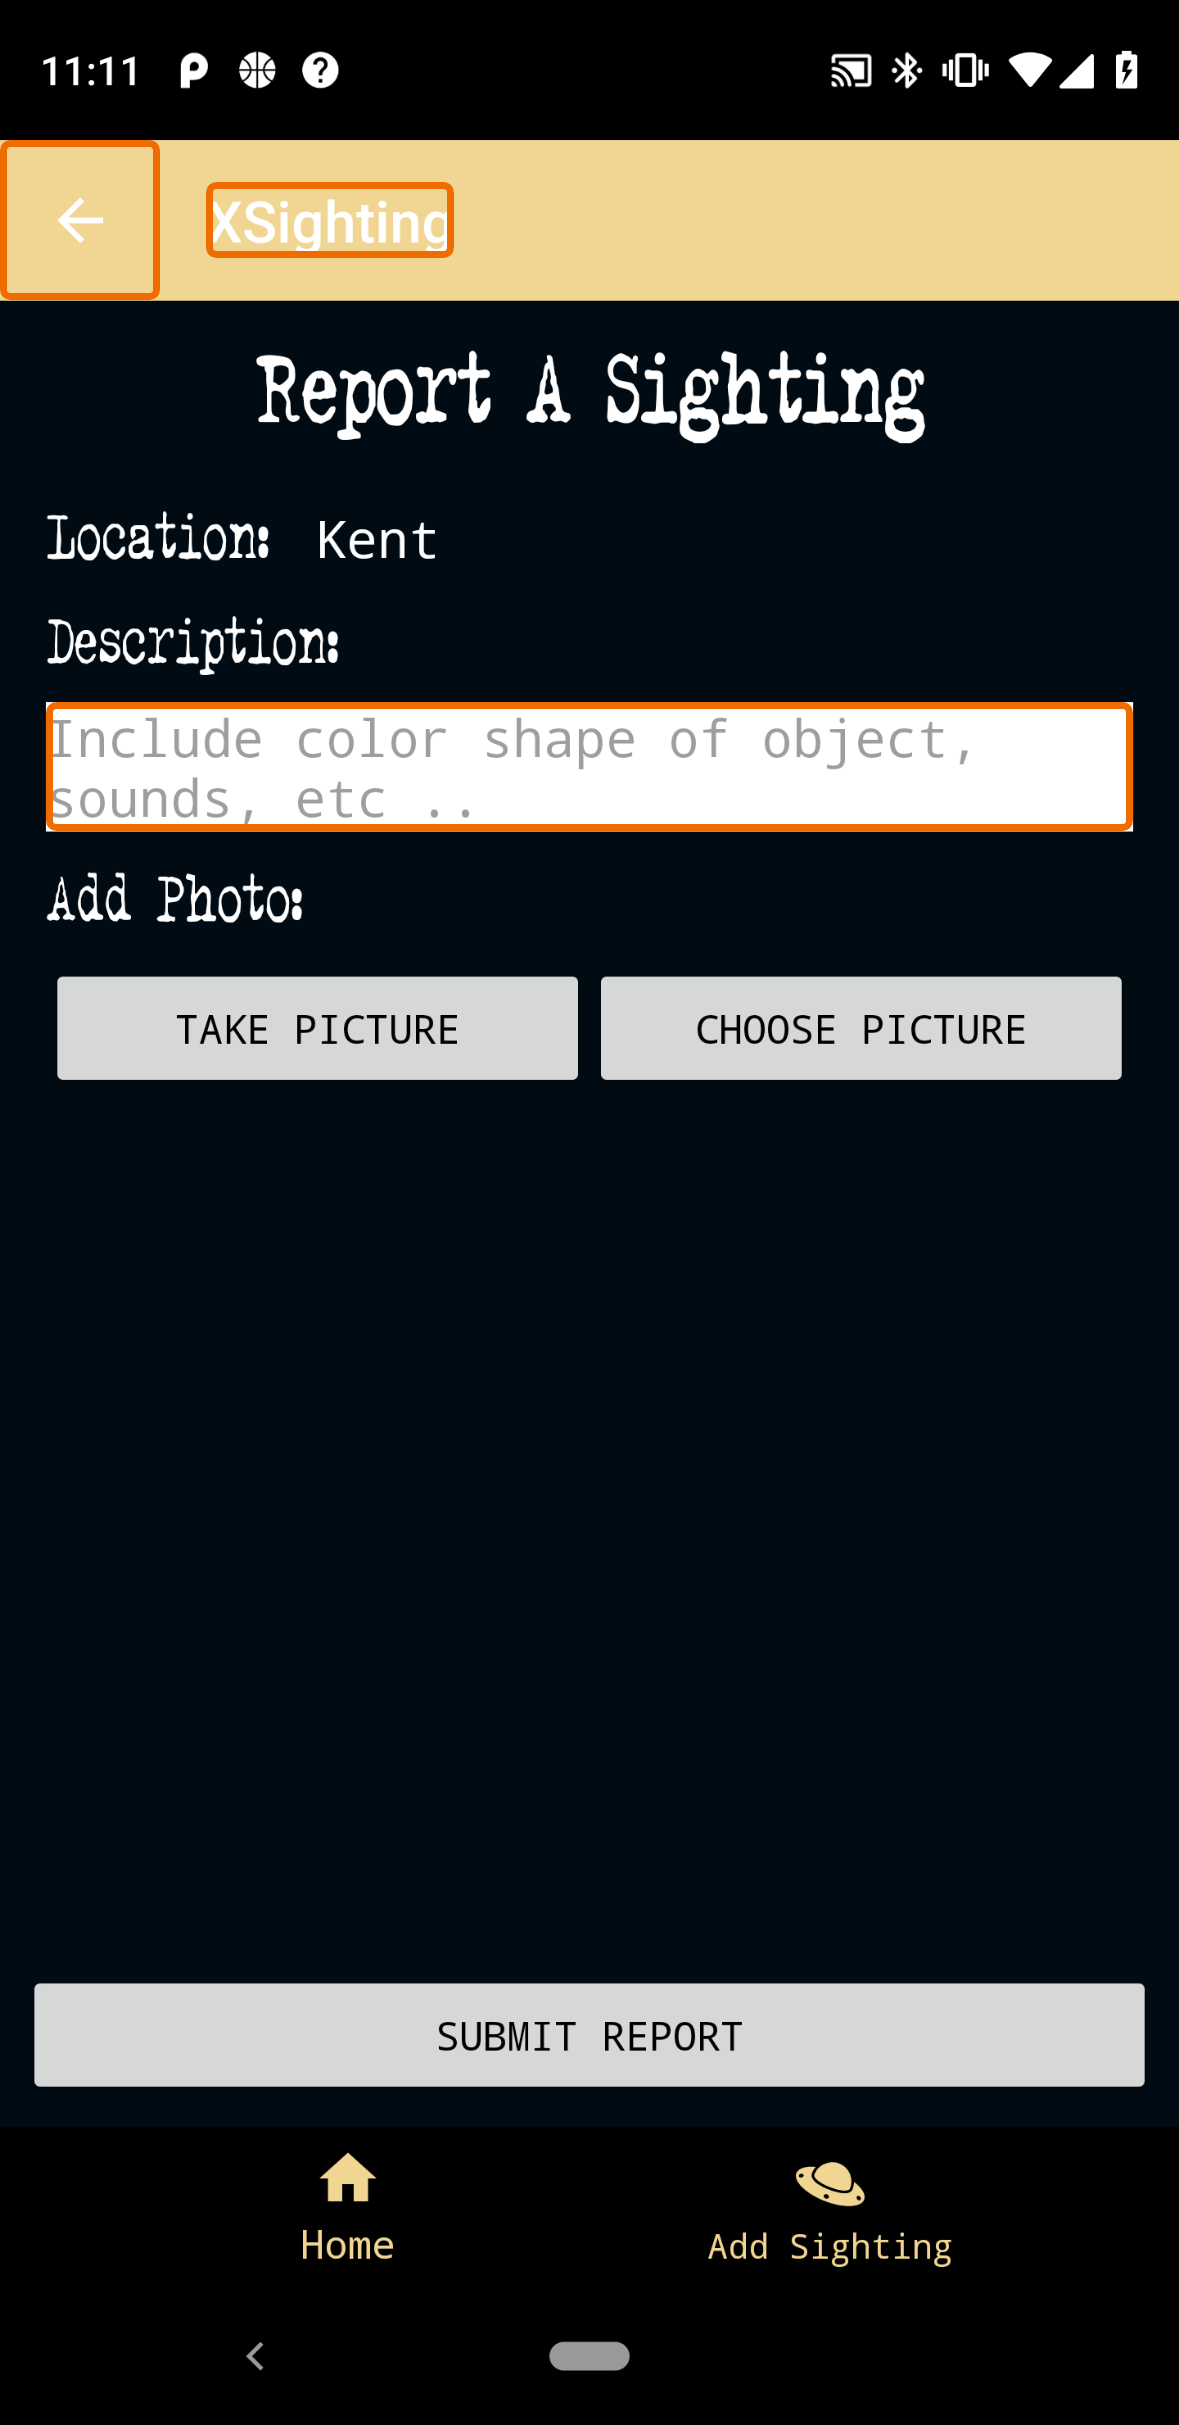 11:11
XSighting
Report A Sighting
Location: Kent
Description:
Include color shape of object,
sounds, etc ..
Add Photo:
TAKE PICTURE CHOOSE PICTURE
SUBMIT REPORT
Home Add Sighting